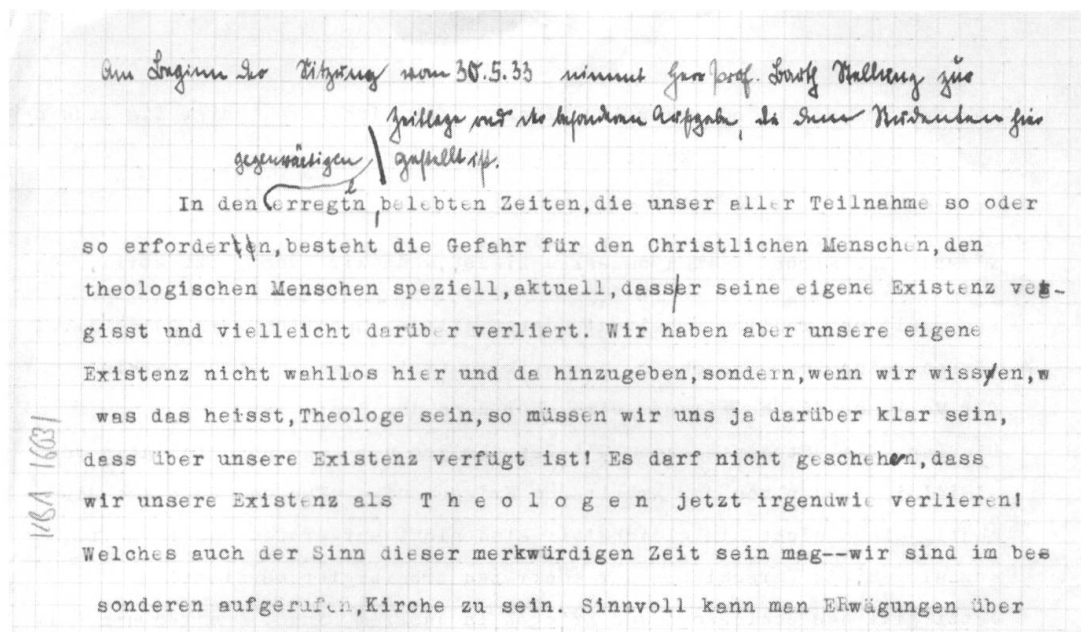 Am Beginn der Sitzung vom 30.5.33 nimmt Herr Prof. Barth Stellung zur
Zeitlage und der besonderen Aufgabe, die dem Studenten hier
gegenwärtigen gestellt ist.
In den erregten, belebten Zeiten,die unser aller Teilnahme so oder
so erfordern,besteht die Gefahr für den Christlichen Menschen,den
theologischen Menschen speziell,aktuell,dass er seine eigene Existenz ver-
gisst und vielleicht darüber verliert. Wir haben aber unsere eigene
Existenz nicht wahllos hier und da hinzugeben,sondern,wenn wir wissen,w
was das heisst,Theologe sein,so müssen wir uns ja darüber klar sein,
dass über unsere Existenz verfügt ist! Es darf nicht geschehen,dass
wir unsere Existenz als T h e o l o g e n jetzt irgendwie verlieren!
Welches auch der Sinn dieser merkwürdigen Zeit sein mag--wir sind im bes
sonderen aufgerufen,Kirche zu sein. Sinnvoll kann man ERwägungen über
KBA 16031